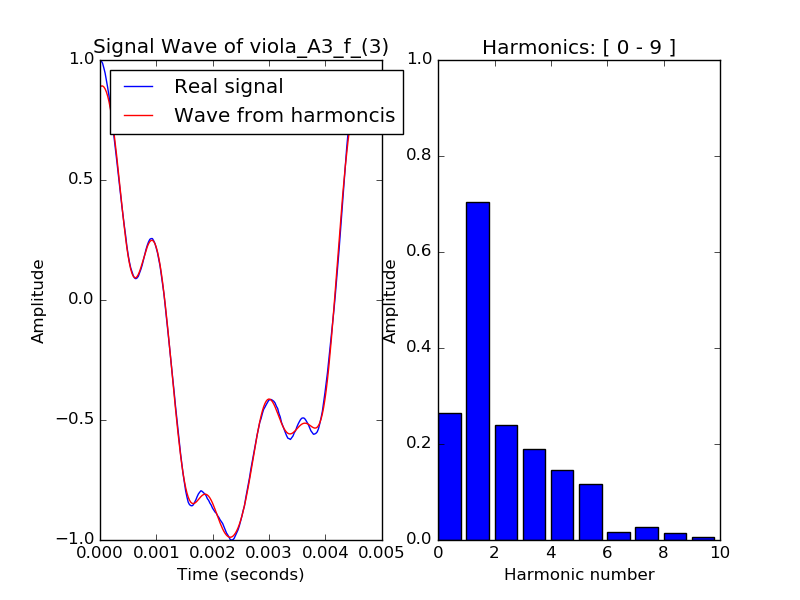 Signal Wave of viola_A3_f_(3)
Real signal
Wave from harmoncis
1.0
0.5
0.0
−0.5
−1.0
Amplitude
0.000 0.001 0.002 0.003 0.004 0.005
Time (seconds)
Harmonics: [ 0 - 9 ]
1.0
0.8
0.6
0.4
0.2
0.0
Amplitude
0 2 4 6 8 10
Harmonic number